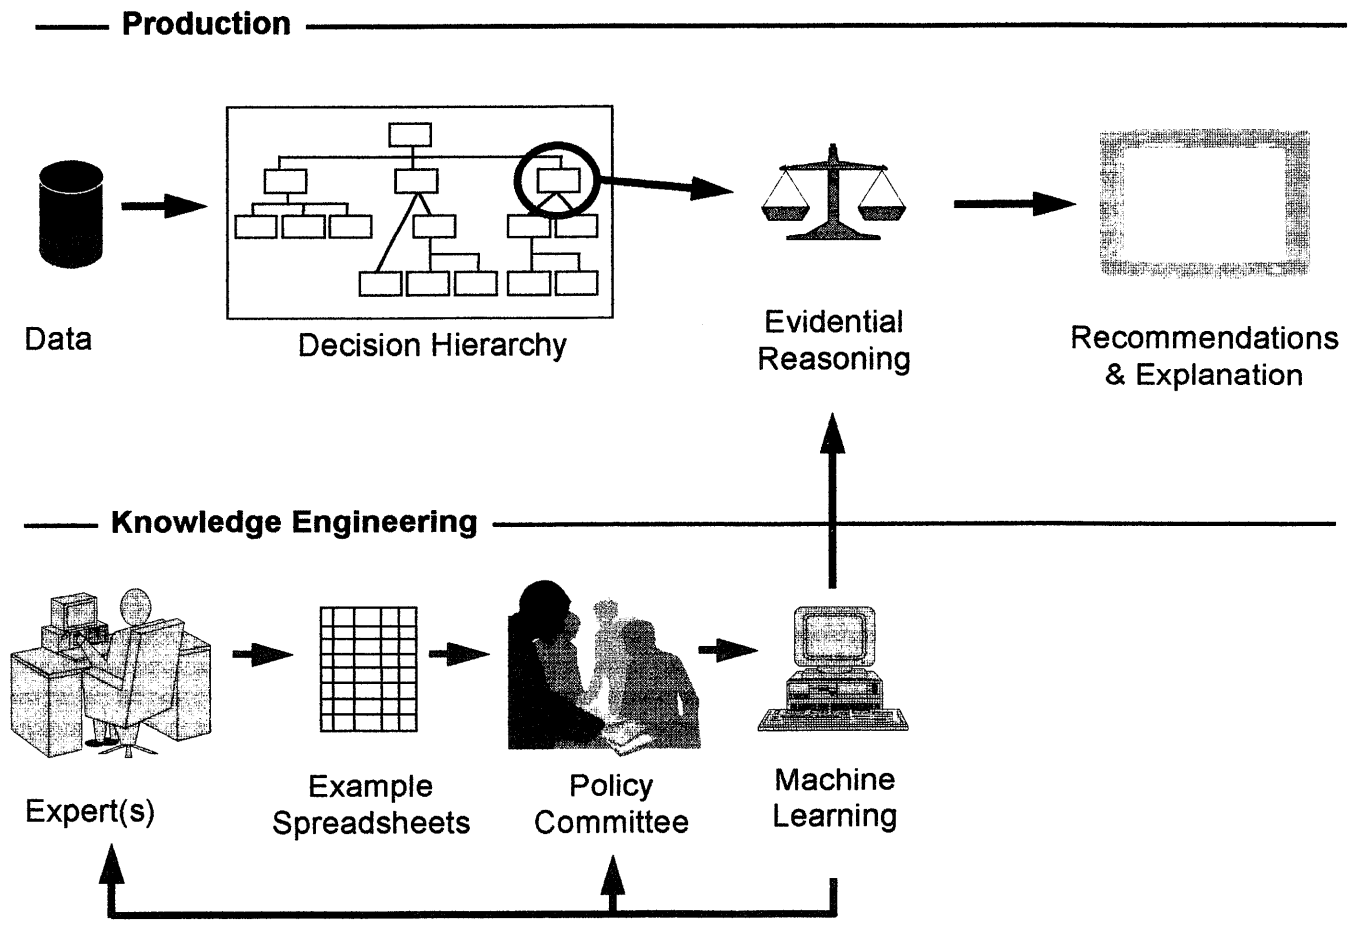 Production
Data
Decision Hierarchy
Evidential
Reasoning
Recommendations
& Explanation
Knowledge Engineering
Expert(s)
Example
Spreadsheets
Policy
Committee
Machine
Learning